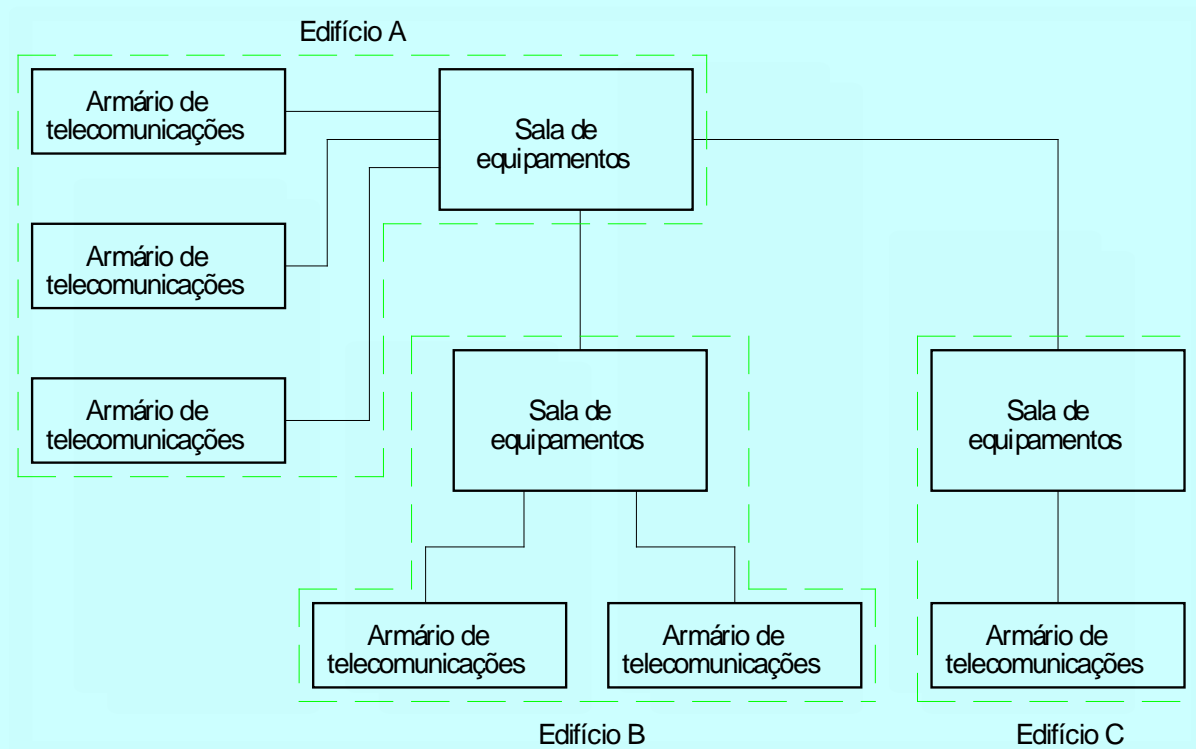 Edifício A
Armário de
telecomunicações
Sala de
equipamentos
Armário de
telecomunicações
Armário de
telecomunicações
Sala de
equipamentos
Sala de
equipamentos
Armário de
telecomunicações
Armário de
telecomunicações
Armário de
telecomunicações
Edifício B
Edifício C